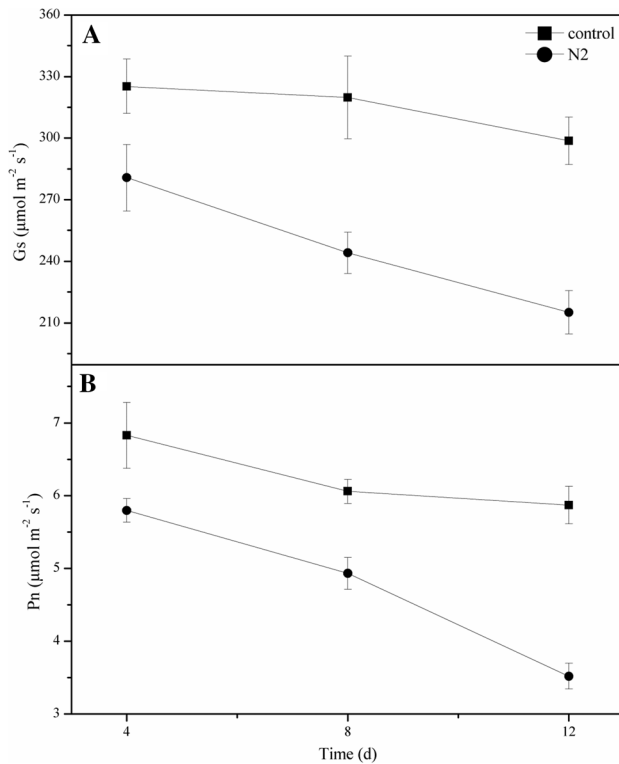 360
A
control
N2
330
300
270
240
210
Gs (μmol m⁻² s⁻¹)
B
7
6
5
4
3
Pn (μmol m⁻² s⁻¹)
4
8
12
Time (d)